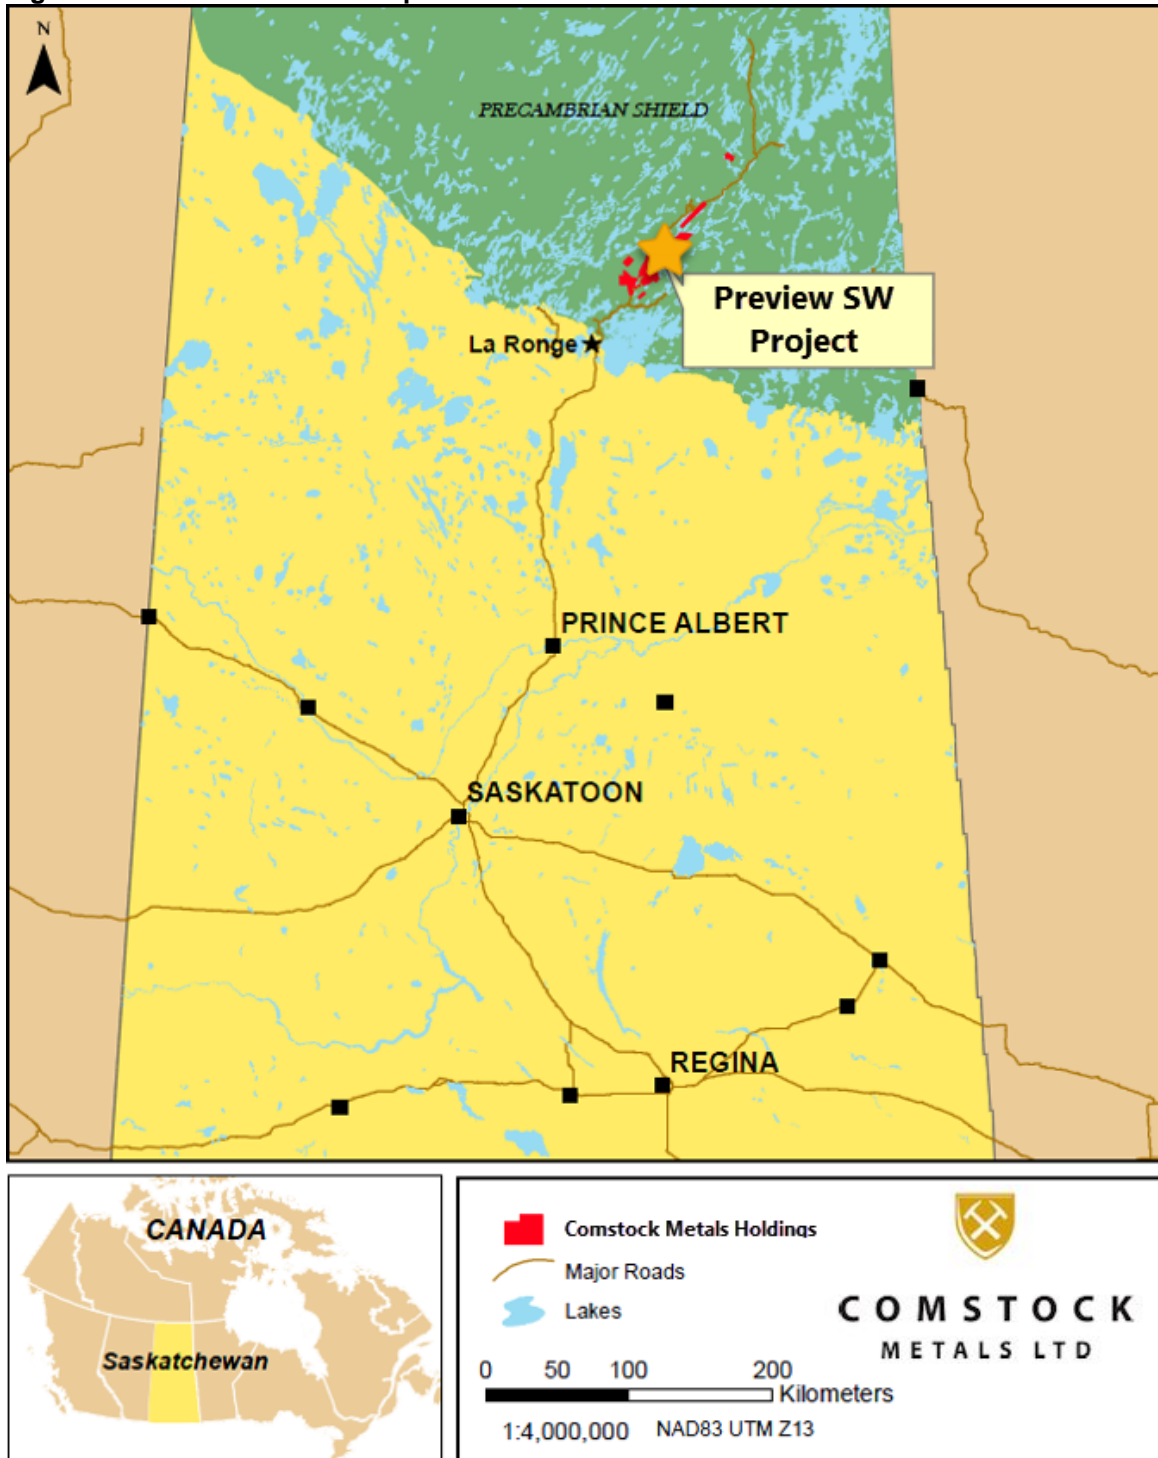 N
PRECAMBRIAN SHIELD
Preview SW
Project
La Ronge
PRINCE ALBERT
SASKATOON
REGINA
CANADA
Saskatchewan
Comstock Metals Holdings
Major Roads
Lakes
0 50 100 200
Kilometers
1:4,000,000 NAD83 UTM Z13
COMSTOCK
METALS LTD